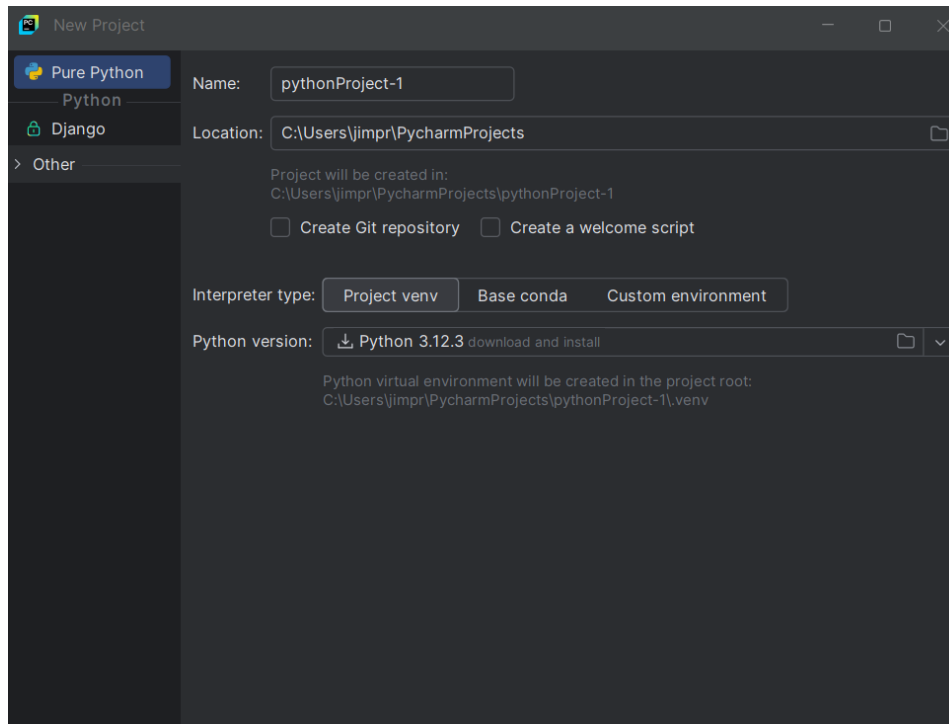 PC
New Project
Pure Python
Python
Django
Other
Name: pythonProject-1
Location: C:\Users\jimpr\PycharmProjects
Project will be created in:
C:\Users\jimpr\PycharmProjects\pythonProject-1
Create Git repository Create a welcome script
Interpreter type: Project venv Base conda Custom environment
Python version: Python 3.12.3 download and install
Python virtual environment will be created in the project root:
C:\Users\jimpr\PycharmProjects\pythonProject-1\.venv